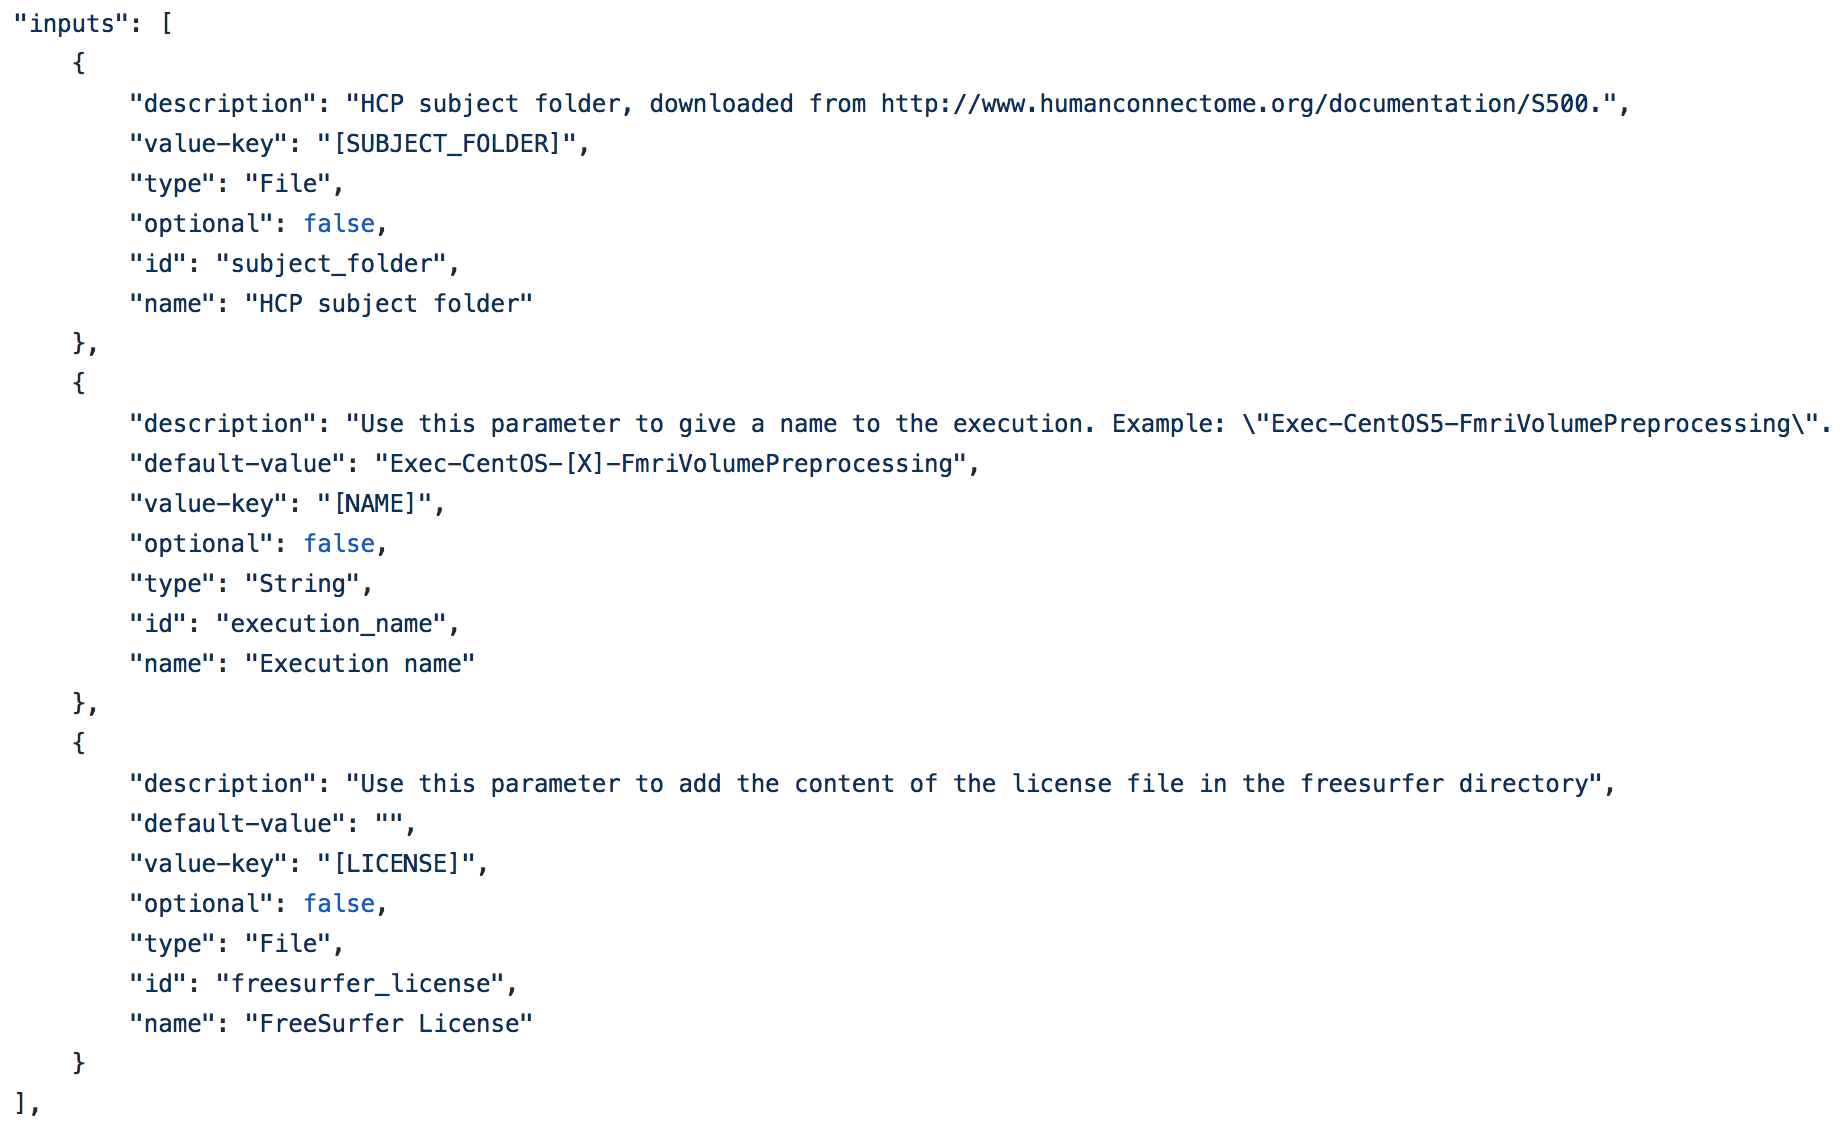 "inputs": [
    {
        "description": "HCP subject folder, downloaded from http://www.humanconnectome.org/documentation/S500.",
        "value-key": "[SUBJECT_FOLDER]",
        "type": "File",
        "optional": false,
        "id": "subject_folder",
        "name": "HCP subject folder"
    },
    {
        "description": "Use this parameter to give a name to the execution. Example: \"Exec-CentOS5-FmriVolumePreprocessing\".
        "default-value": "Exec-CentOS-[X]-FmriVolumePreprocessing",
        "value-key": "[NAME]",
        "optional": false,
        "type": "String",
        "id": "execution_name",
        "name": "Execution name"
    },
    {
        "description": "Use this parameter to add the content of the license file in the freesurfer directory",
        "default-value": "",
        "value-key": "[LICENSE]",
        "optional": false,
        "type": "File",
        "id": "freesurfer_license",
        "name": "FreeSurfer License"
    }
],